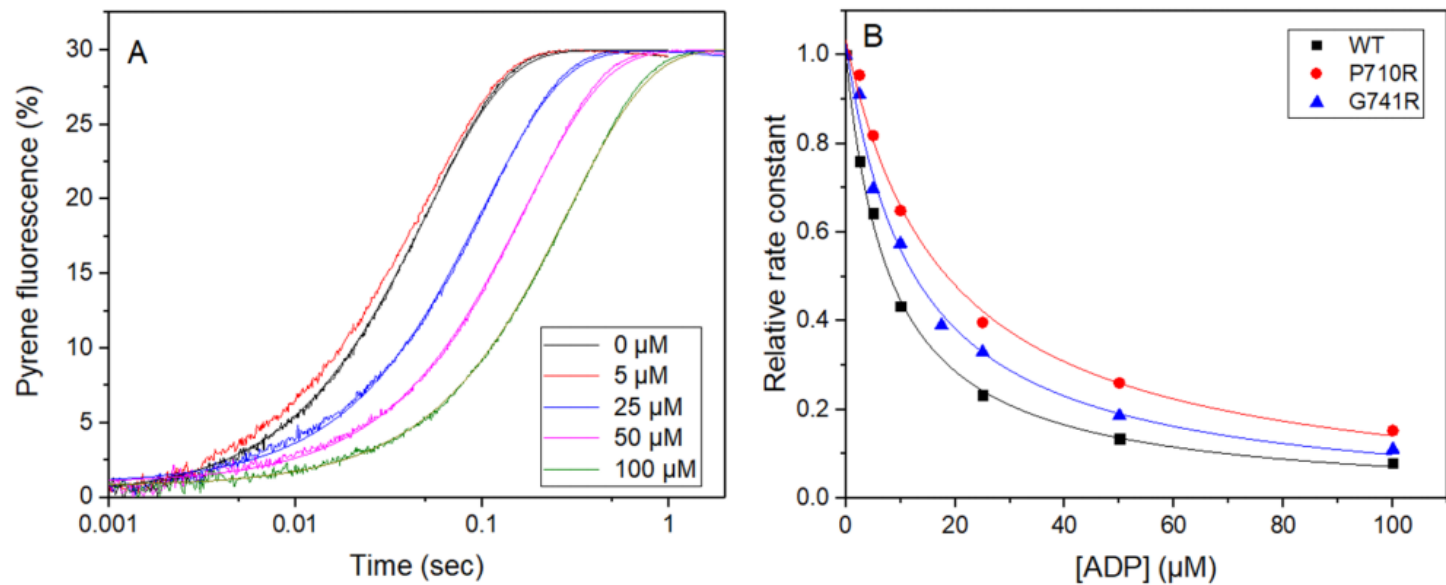 A
30
25
20
15
10
5
0
Pyrene fluorescence (%)
0 µM
5 µM
25 µM
50 µM
100 µM
0.001
0.01
0.1
1
Time (sec)
B
WT
P710R
G741R
1.0
0.8
0.6
0.4
0.2
0.0
Relative rate constant
0
20
40
60
80
100
[ADP] (µM)